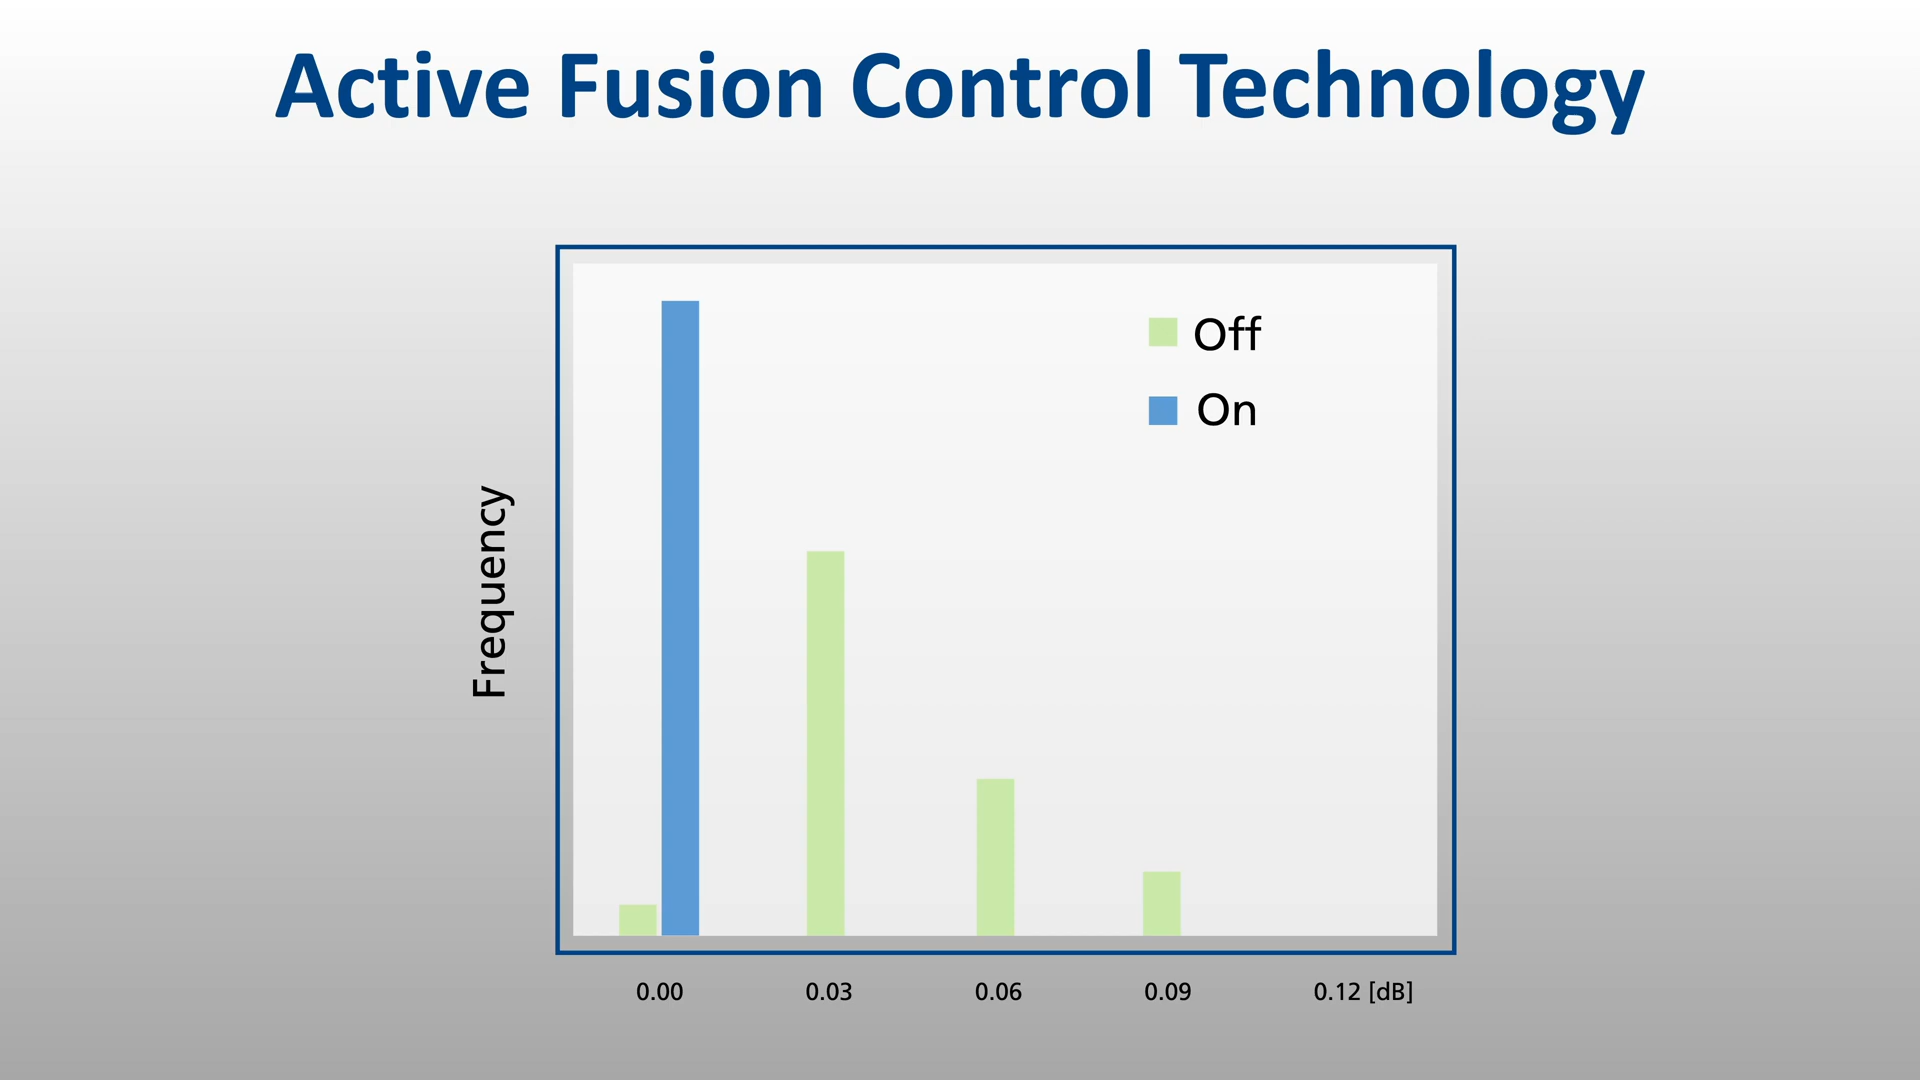 Active Fusion Control Technology
Off
On
Frequency
0.00 0.03 0.06 0.09 0.12 [dB]